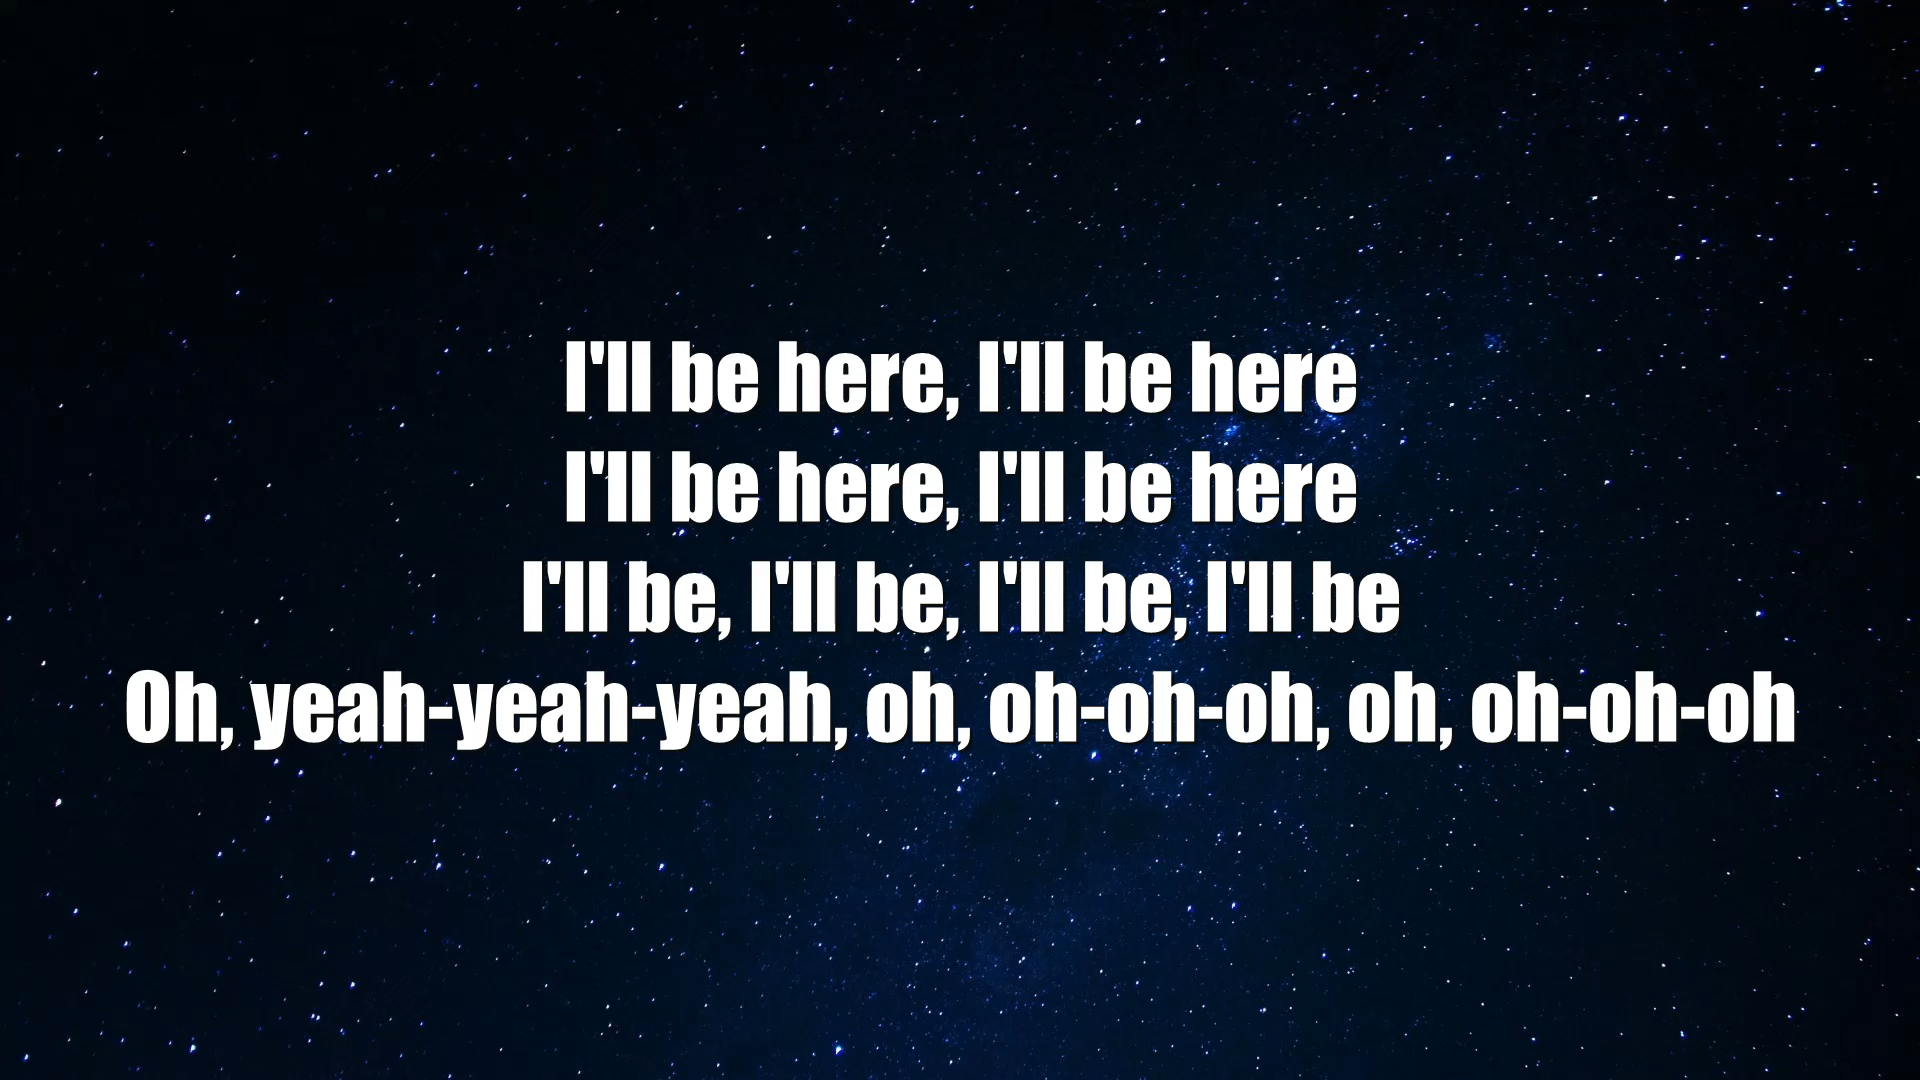 I'll be here, I'll be here
I'll be here, I'll be here
I'll be, I'll be, I'll be, I'll be
Oh, yeah-yeah-yeah, oh, oh-oh-oh, oh, oh-oh-oh